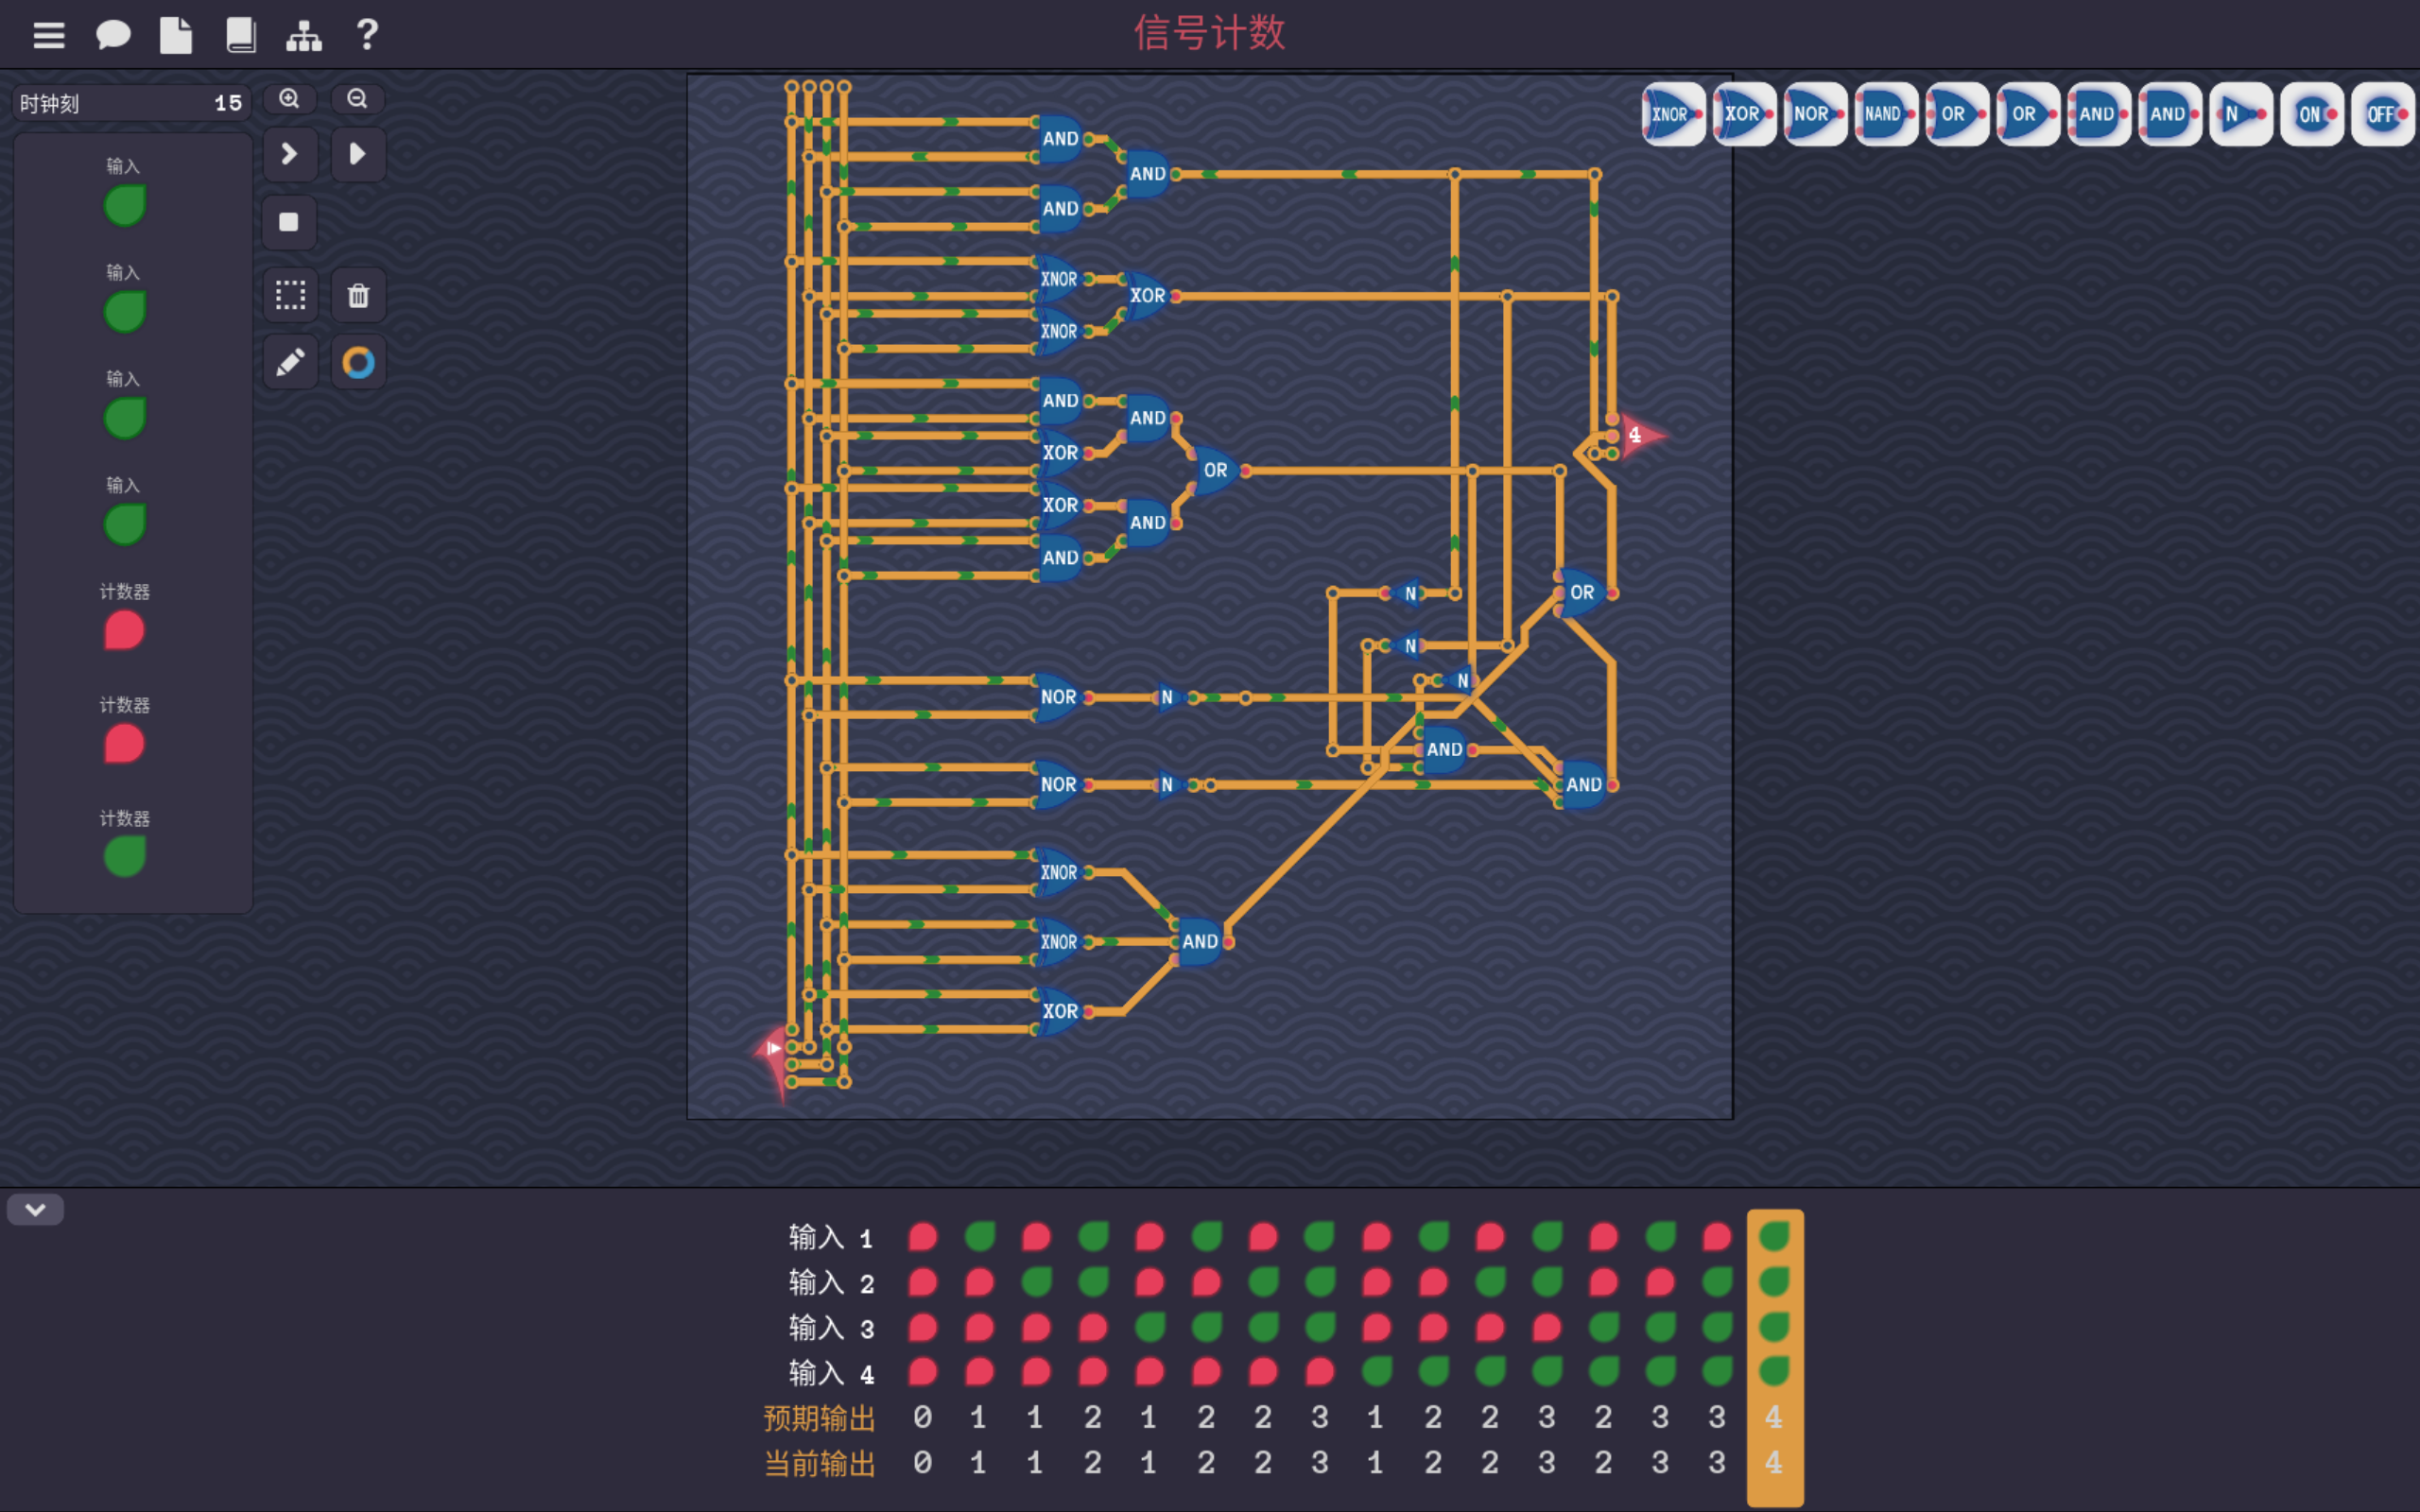 信号计数
时钟刻 15
XNOR XOR NOR NAND OR OR AND AND N ON OFF
输入
输入
输入
输入
计数器
计数器
计数器
AND
AND
AND
XNOR
XOR
XNOR
AND
AND
XOR
OR
XOR
AND
AND
4
N
OR
N
N
NOR
N
AND
NOR
N
AND
XNOR
XNOR
AND
XOR
输入 1
输入 2
输入 3
输入 4
预期输出 0 1 1 2 1 2 2 3 1 2 2 3 2 3 3 4
当前输出 0 1 1 2 1 2 2 3 1 2 2 3 2 3 3 4